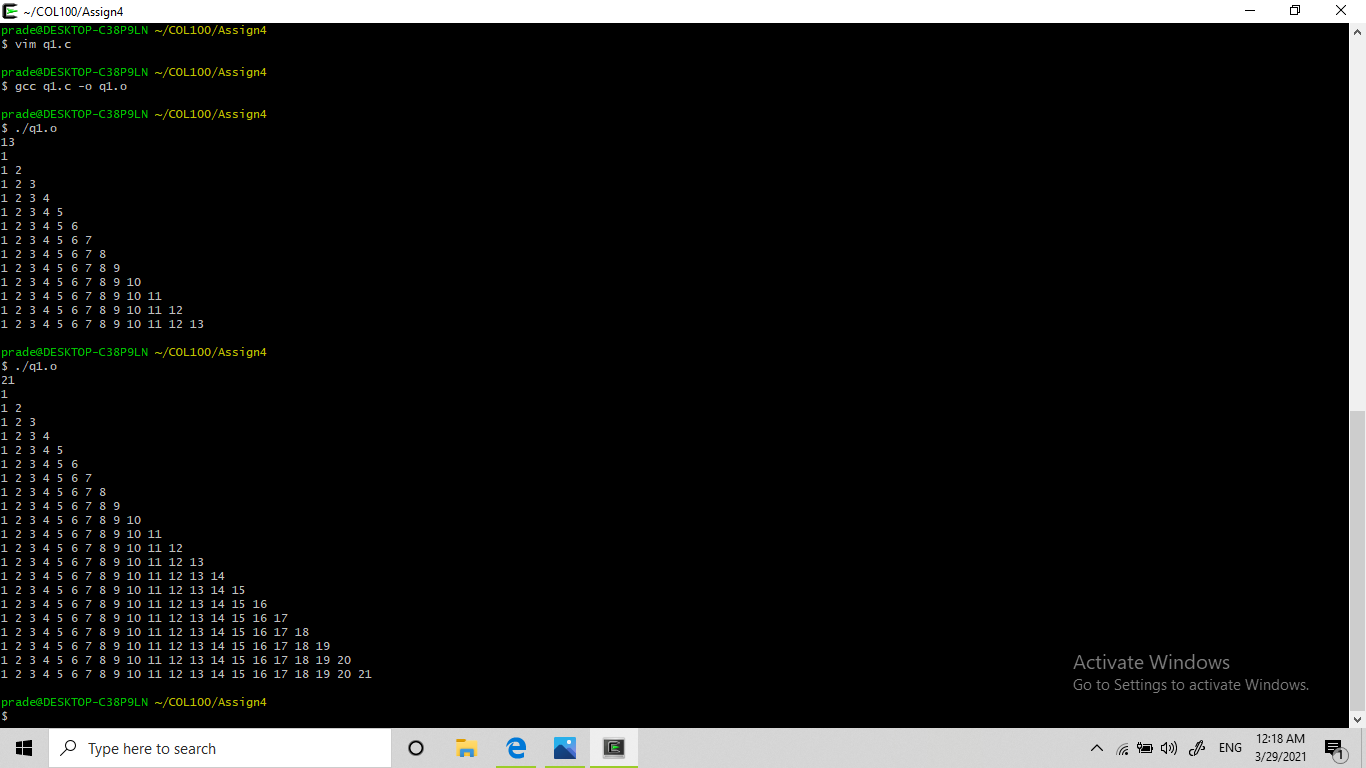 ~/COL100/Assign4
prade@DESKTOP-C38P9LN ~/COL100/Assign4
$ vim q1.c
prade@DESKTOP-C38P9LN ~/COL100/Assign4
$ gcc q1.c -o q1.o
prade@DESKTOP-C38P9LN ~/COL100/Assign4
$ ./q1.o
13
1
1 2
1 2 3
1 2 3 4
1 2 3 4 5
1 2 3 4 5 6
1 2 3 4 5 6 7
1 2 3 4 5 6 7 8
1 2 3 4 5 6 7 8 9
1 2 3 4 5 6 7 8 9 10
1 2 3 4 5 6 7 8 9 10 11
1 2 3 4 5 6 7 8 9 10 11 12
1 2 3 4 5 6 7 8 9 10 11 12 13
prade@DESKTOP-C38P9LN ~/COL100/Assign4
$ ./q1.o
21
1
1 2
1 2 3
1 2 3 4
1 2 3 4 5
1 2 3 4 5 6
1 2 3 4 5 6 7
1 2 3 4 5 6 7 8
1 2 3 4 5 6 7 8 9
1 2 3 4 5 6 7 8 9 10
1 2 3 4 5 6 7 8 9 10 11
1 2 3 4 5 6 7 8 9 10 11 12
1 2 3 4 5 6 7 8 9 10 11 12 13
1 2 3 4 5 6 7 8 9 10 11 12 13 14
1 2 3 4 5 6 7 8 9 10 11 12 13 14 15
1 2 3 4 5 6 7 8 9 10 11 12 13 14 15 16
1 2 3 4 5 6 7 8 9 10 11 12 13 14 15 16 17
1 2 3 4 5 6 7 8 9 10 11 12 13 14 15 16 17 18
1 2 3 4 5 6 7 8 9 10 11 12 13 14 15 16 17 18 19
1 2 3 4 5 6 7 8 9 10 11 12 13 14 15 16 17 18 19 20
1 2 3 4 5 6 7 8 9 10 11 12 13 14 15 16 17 18 19 20 21
prade@DESKTOP-C38P9LN ~/COL100/Assign4
$
Activate Windows
Go to Settings to activate Windows.
Type here to search
ENG
12:18 AM
3/29/2021
1